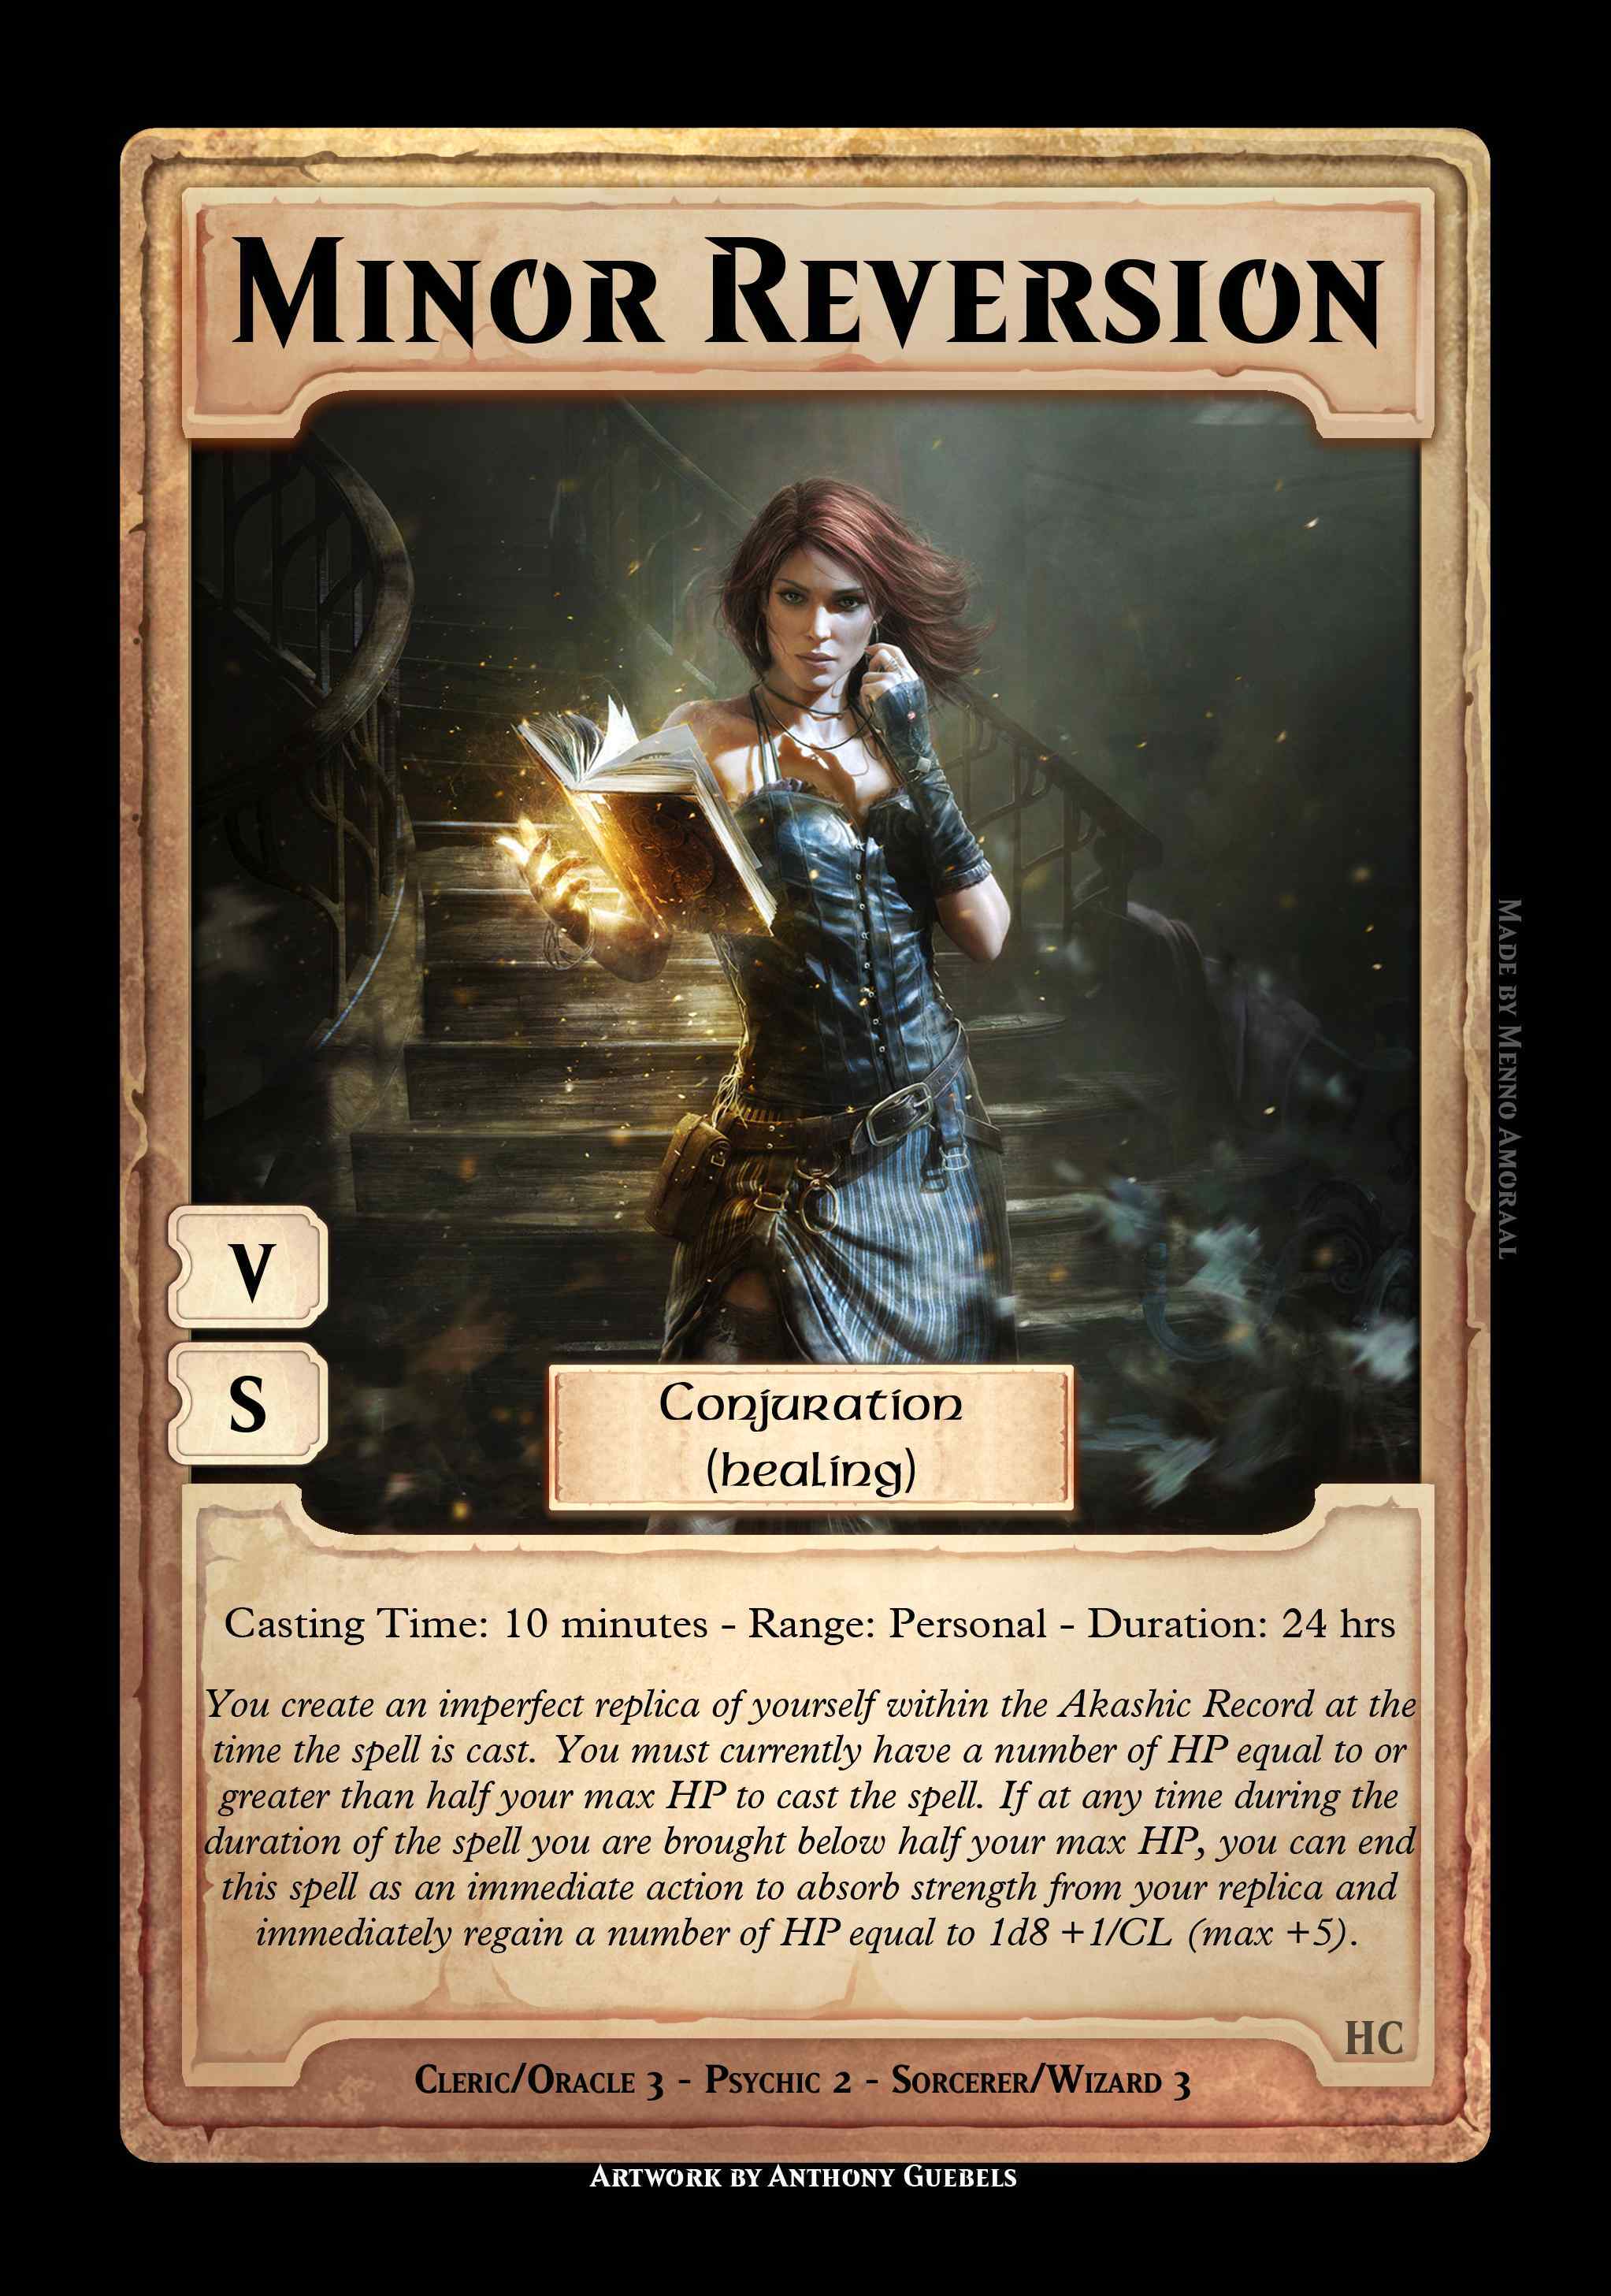 Minor Reversion
Made by Menno Amoraal
V
S
Conjuration
(healing)
Casting Time: 10 minutes - Range: Personal - Duration: 24 hrs
You create an imperfect replica of yourself within the Akashic Record at the
time the spell is cast. You must currently have a number of HP equal to or
greater than half your max HP to cast the spell. If at any time during the
duration of the spell you are brought below half your max HP, you can end
this spell as an immediate action to absorb strength from your replica and
immediately regain a number of HP equal to 1d8 +1/CL (max +5).
HC
Cleric/Oracle 3 - Psychic 2 - Sorcerer/Wizard 3
Artwork by Anthony Guebels